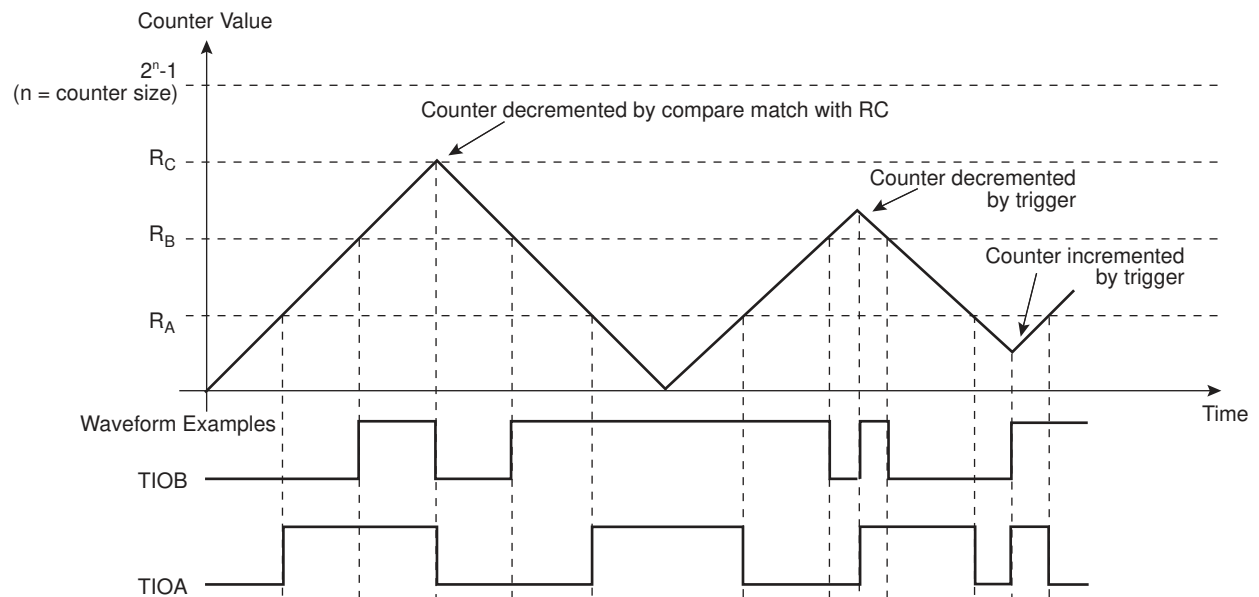 Counter Value
2ⁿ-1
(n = counter size)
Counter decremented by compare match with RC
R_C
Counter decremented
by trigger
R_B
Counter incremented
by trigger
R_A
Time
Waveform Examples
TIOB
TIOA